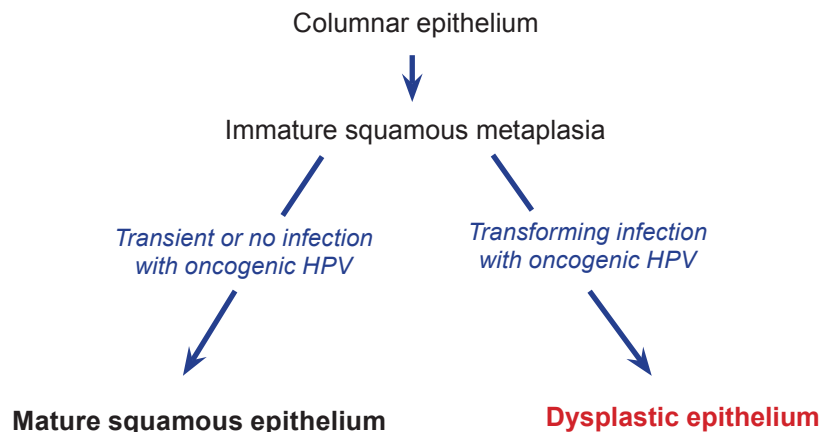 Columnar epithelium
Immature squamous metaplasia
Transient or no infection
with oncogenic HPV
Transforming infection
with oncogenic HPV
Mature squamous epithelium
Dysplastic epithelium